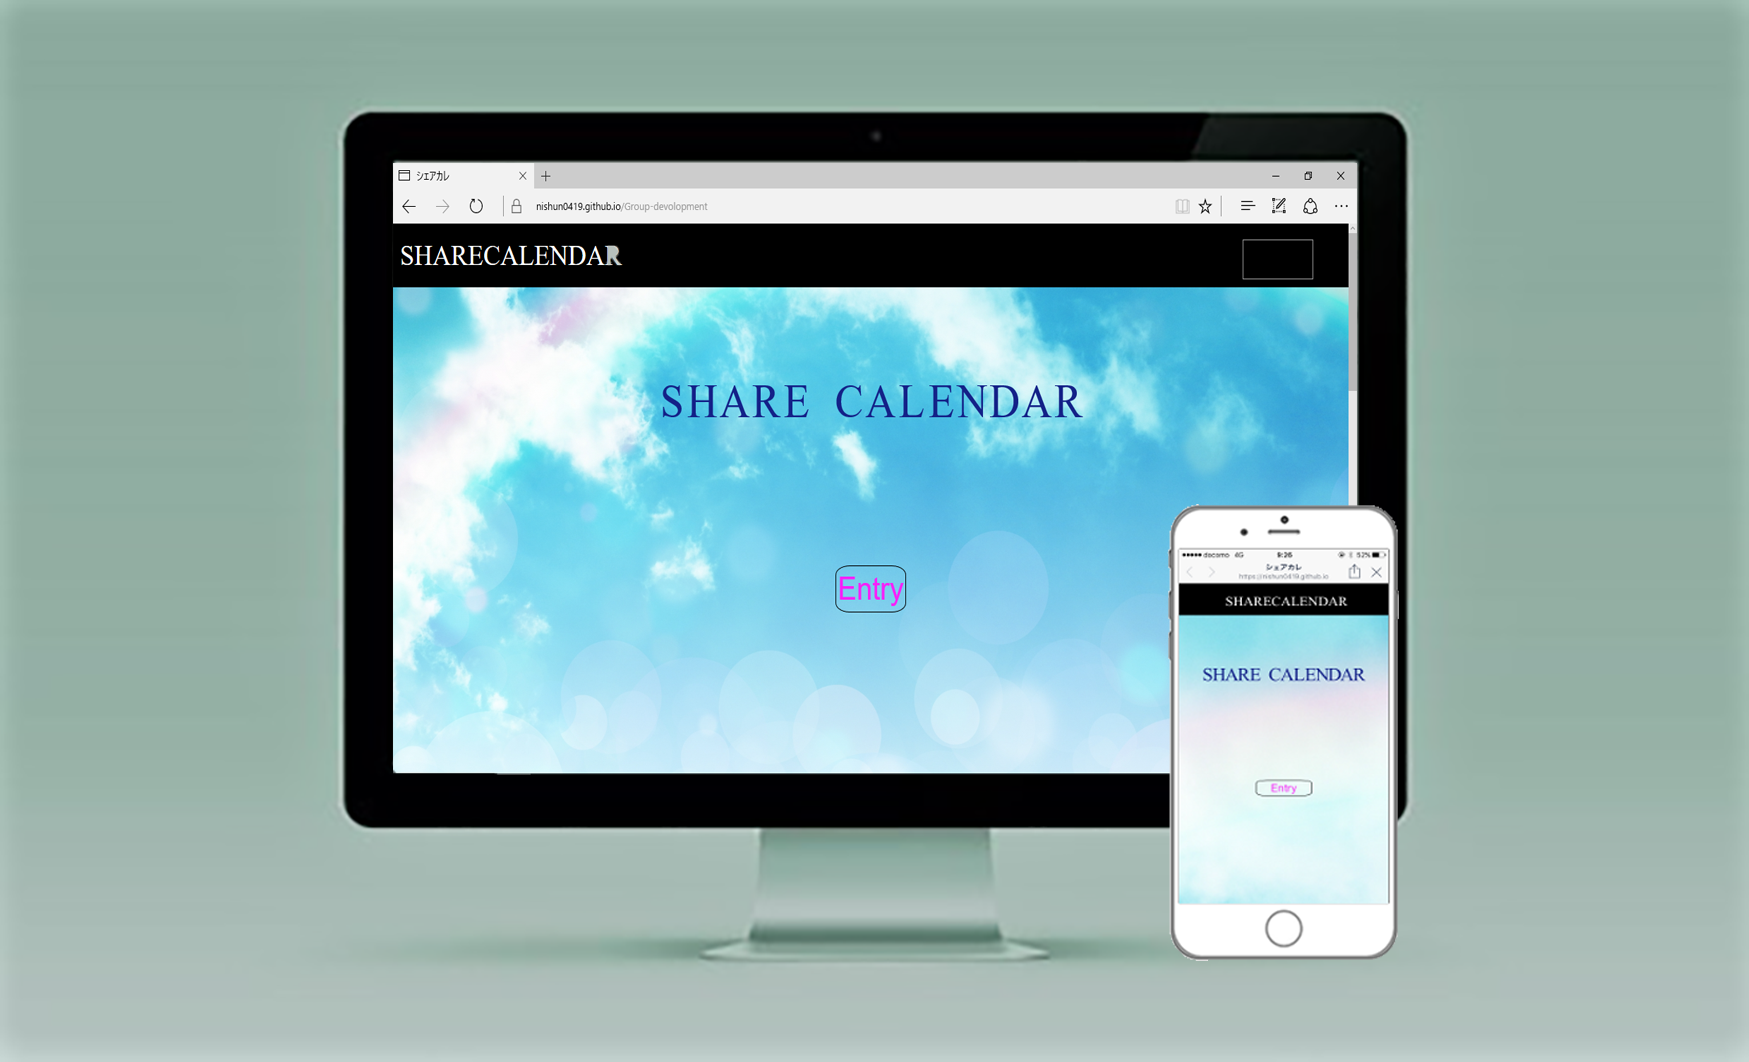 シェアカレ
nishun0419.github.io/Group-devolopment
SHARECALENDAR
SHARE CALENDAR
Entry
docomo 4G 9:26 52%
シェアカレ
https://nishun0419.github.io
SHARECALENDAR
SHARE CALENDAR
Entry